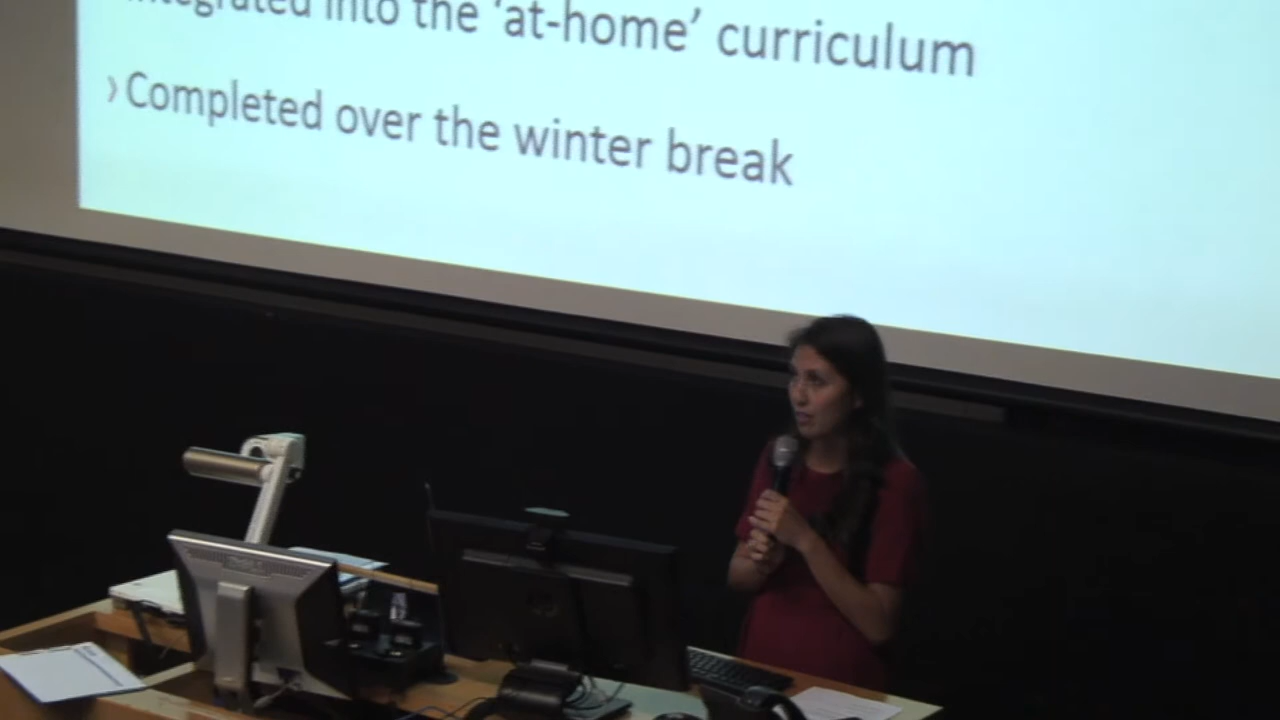 integrated into the ‘at-home’ curriculum
› Completed over the winter break